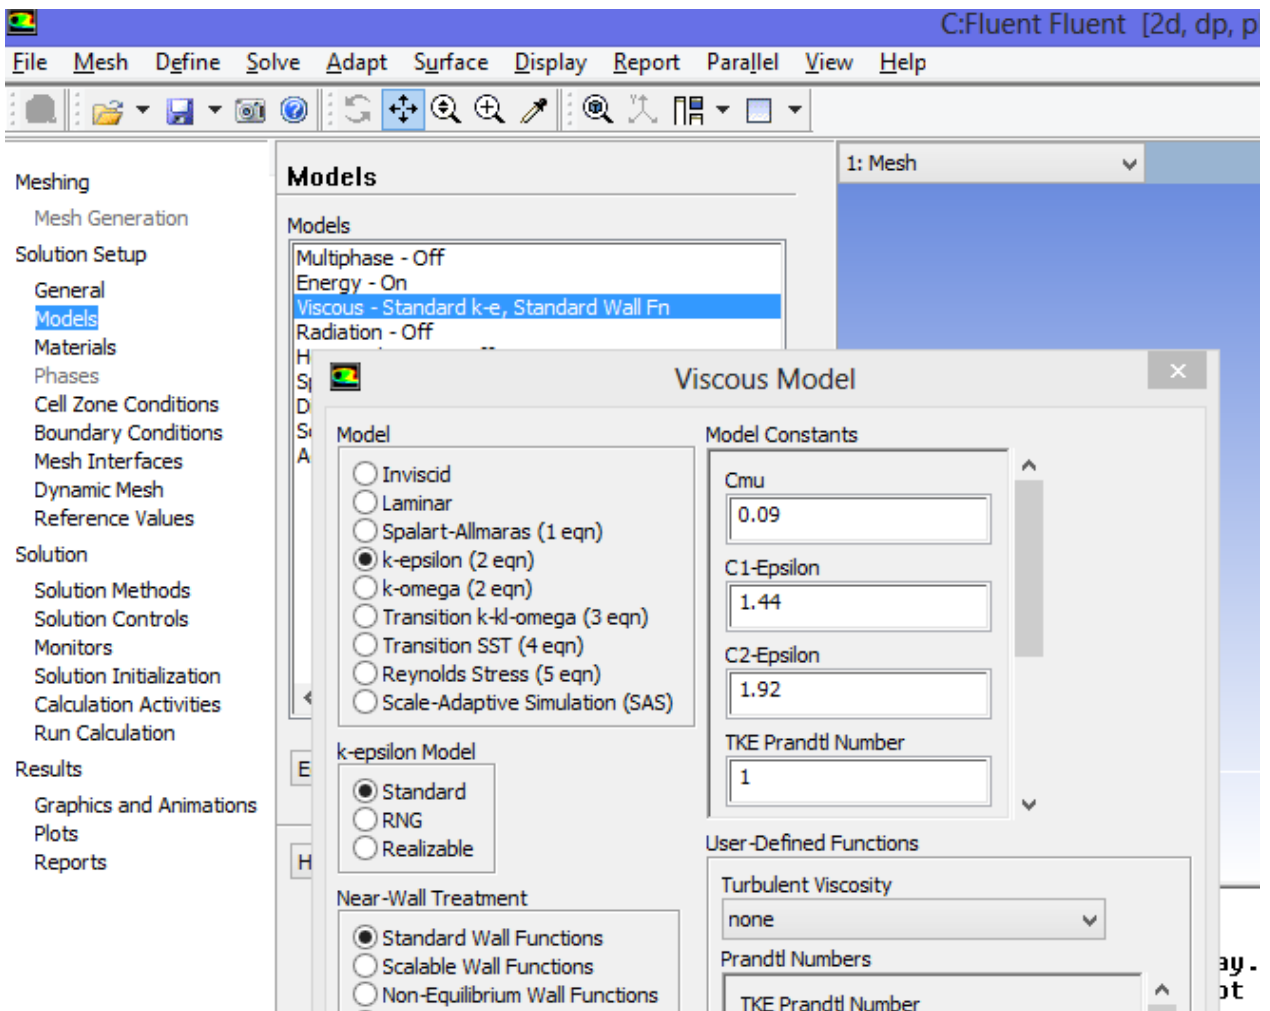 C:Fluent Fluent [2d, dp, p
File Mesh Define Solve Adapt Surface Display Report Parallel View Help
Meshing
Mesh Generation
Solution Setup
General
Models
Materials
Phases
Cell Zone Conditions
Boundary Conditions
Mesh Interfaces
Dynamic Mesh
Reference Values
Solution
Solution Methods
Solution Controls
Monitors
Solution Initialization
Calculation Activities
Run Calculation
Results
Graphics and Animations
Plots
Reports
Models
Models
Multiphase - Off
Energy - On
Viscous - Standard k-e, Standard Wall Fn
Radiation - Off
1: Mesh
Viscous Model
Model
Inviscid
Laminar
Spalart-Allmaras (1 eqn)
k-epsilon (2 eqn)
k-omega (2 eqn)
Transition k-kl-omega (3 eqn)
Transition SST (4 eqn)
Reynolds Stress (5 eqn)
Scale-Adaptive Simulation (SAS)
k-epsilon Model
Standard
RNG
Realizable
Near-Wall Treatment
Standard Wall Functions
Scalable Wall Functions
Non-Equilibrium Wall Functions
Model Constants
Cmu
0.09
C1-Epsilon
1.44
C2-Epsilon
1.92
TKE Prandtl Number
1
User-Defined Functions
Turbulent Viscosity
none
Prandtl Numbers
TKE Prandtl Number